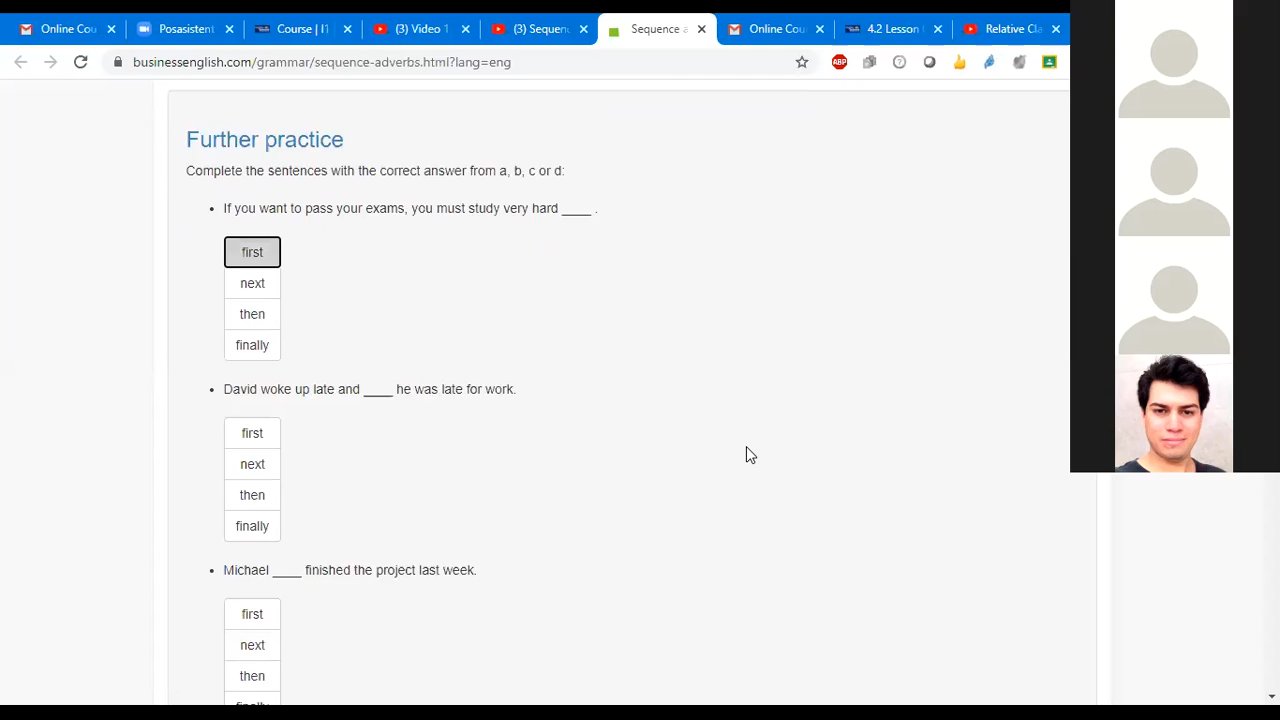 Online Cou
Posasistent
Course | I1
(3) Video 1
(3) Sequenc
Sequence a
Online Cou
4.2 Lesson
Relative Cla
businessenglish.com/grammar/sequence-adverbs.html?lang=eng
ABP
Further practice
Complete the sentences with the correct answer from a, b, c or d:
• If you want to pass your exams, you must study very hard ____ .
first
next
then
finally
• David woke up late and ____ he was late for work.
first
next
then
finally
• Michael ____ finished the project last week.
first
next
then